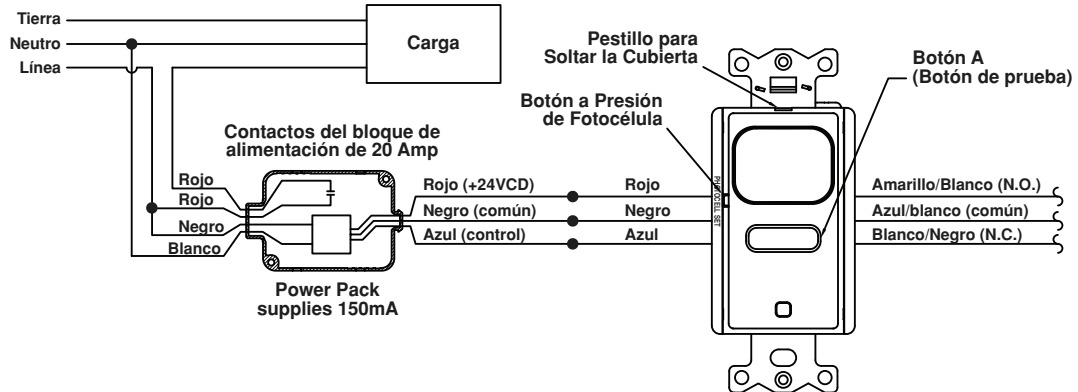 Tierra
Neutro
Línea
Carga
Pestillo para
Soltar la Cubierta
Botón A
(Botón de prueba)
Botón a Presión
de Fotocélula
Contactos del bloque de
alimentación de 20 Amp
Rojo
Rojo
Negro
Blanco
Rojo (+24VCD)
Negro (común)
Azul (control)
Rojo
Negro
Azul
PHOTOCELL SET
Amarillo/Blanco (N.O.)
Azul/blanco (común)
Blanco/Negro (N.C.)
Power Pack
supplies 150mA